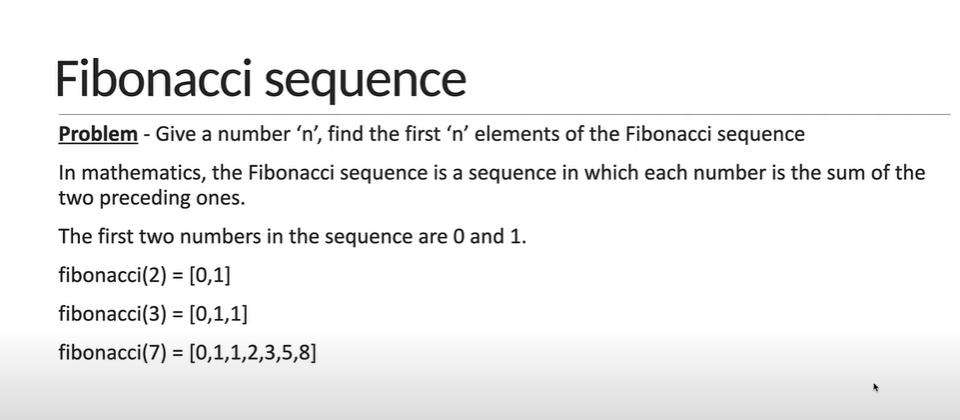 Fibonacci sequence
Problem - Give a number ‘n’, find the first ‘n’ elements of the Fibonacci sequence
In mathematics, the Fibonacci sequence is a sequence in which each number is the sum of the
two preceding ones.
The first two numbers in the sequence are 0 and 1.
fibonacci(2) = [0,1]
fibonacci(3) = [0,1,1]
fibonacci(7) = [0,1,1,2,3,5,8]